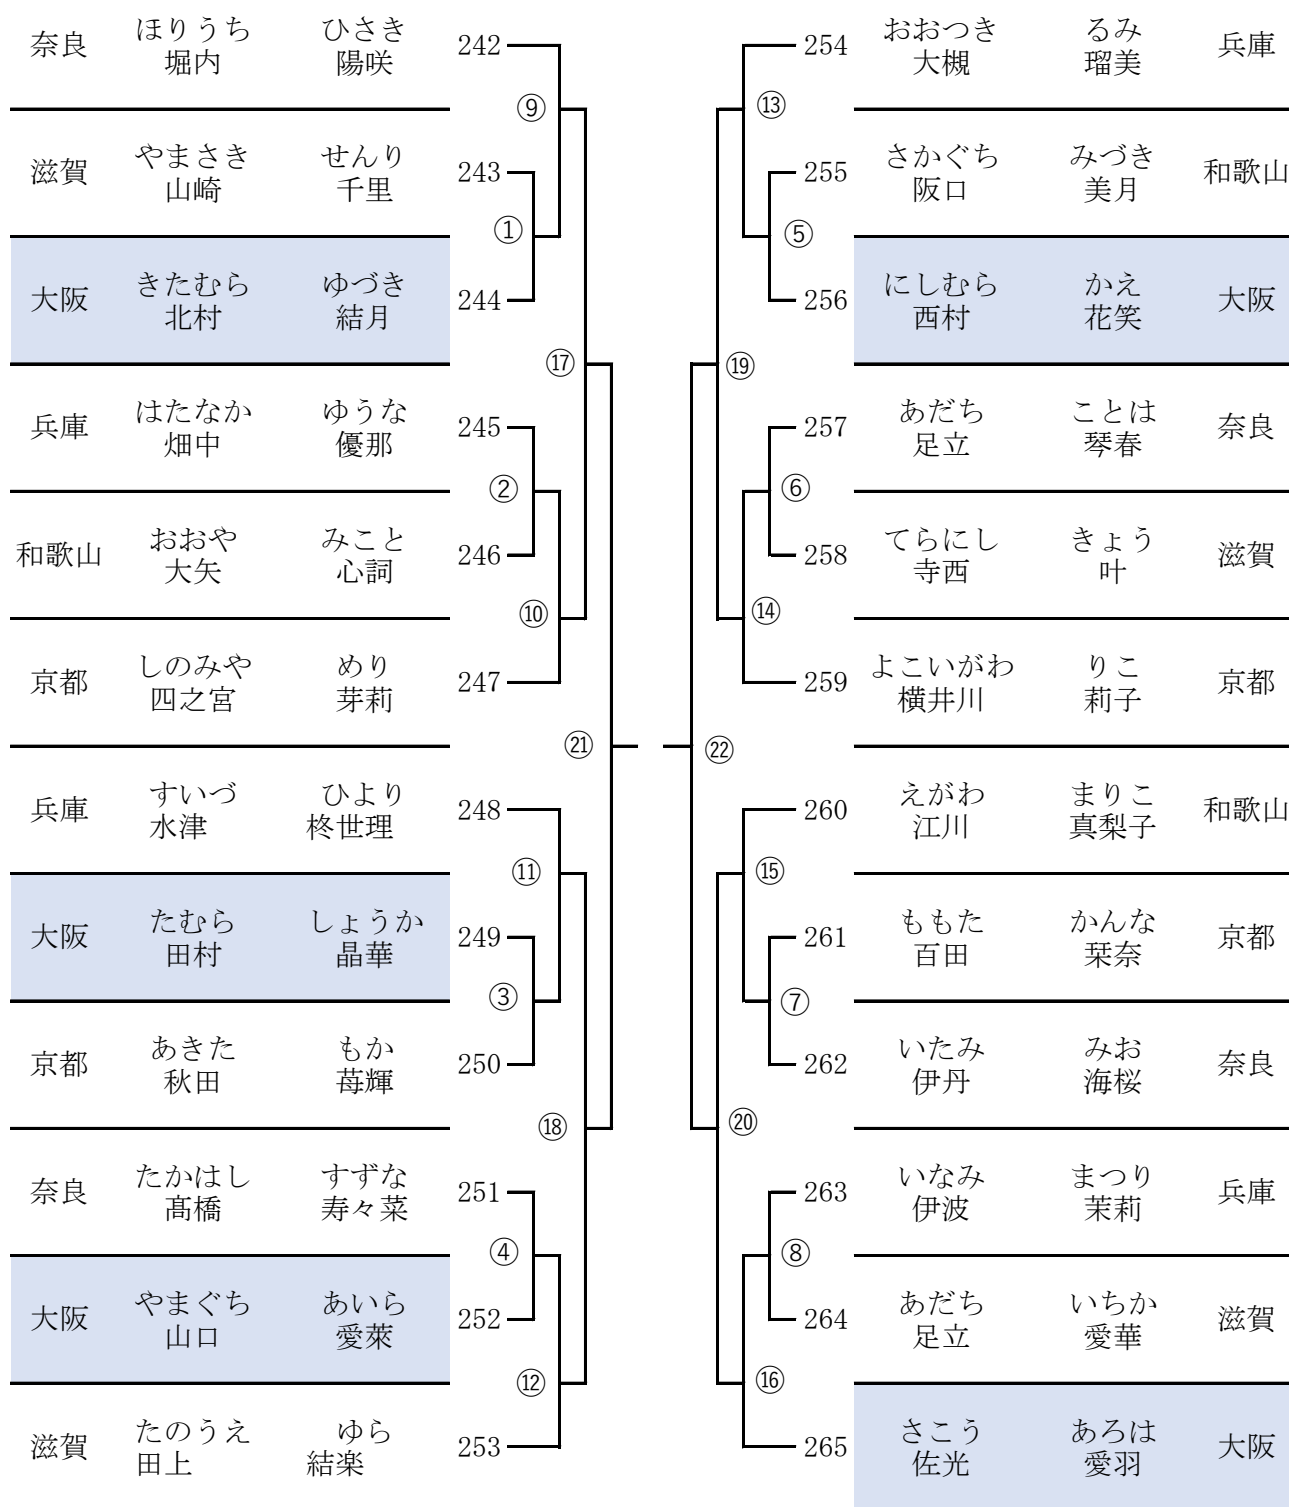 奈良 ほりうち ひさき 242
堀内 陽咲
⑨
滋賀 やまさき せんり 243
山崎 千里
①
大阪 きたむら ゆづき 244
北村 結月
⑰
兵庫 はたなか ゆうな 245
畑中 優那
②
和歌山 おおや みこと 246
大矢 心詞
⑩
京都 しのみや めり 247
四之宮 芽莉
㉑
兵庫 すいづ ひより 248
水津 柊世理
⑪
大阪 たむら しょうか 249
田村 晶華
③
京都 あきた もか 250
秋田 苺輝
⑱
奈良 たかはし すずな 251
髙橋 寿々菜
④
大阪 やまぐち あいら 252
山口 愛萊
⑫
滋賀 たのうえ ゆら 253
田上 結楽
254 おおつき るみ 兵庫
大槻 瑠美
⑬
255 さかぐち みづき 和歌山
阪口 美月
⑤
256 にしむら かえ 大阪
西村 花笑
⑲
257 あだち ことは 奈良
足立 琴春
⑥
258 てらにし きょう 滋賀
寺西 叶
⑭
259 よこいがわ りこ 京都
横井川 莉子
㉒
260 えがわ まりこ 和歌山
江川 真梨子
⑮
261 ももた かんな 京都
百田 栞奈
⑦
262 いたみ みお 奈良
伊丹 海桜
⑳
263 いなみ まつり 兵庫
伊波 茉莉
⑧
264 あだち いちか 滋賀
足立 愛華
⑯
265 さこう あろは 大阪
佐光 愛羽